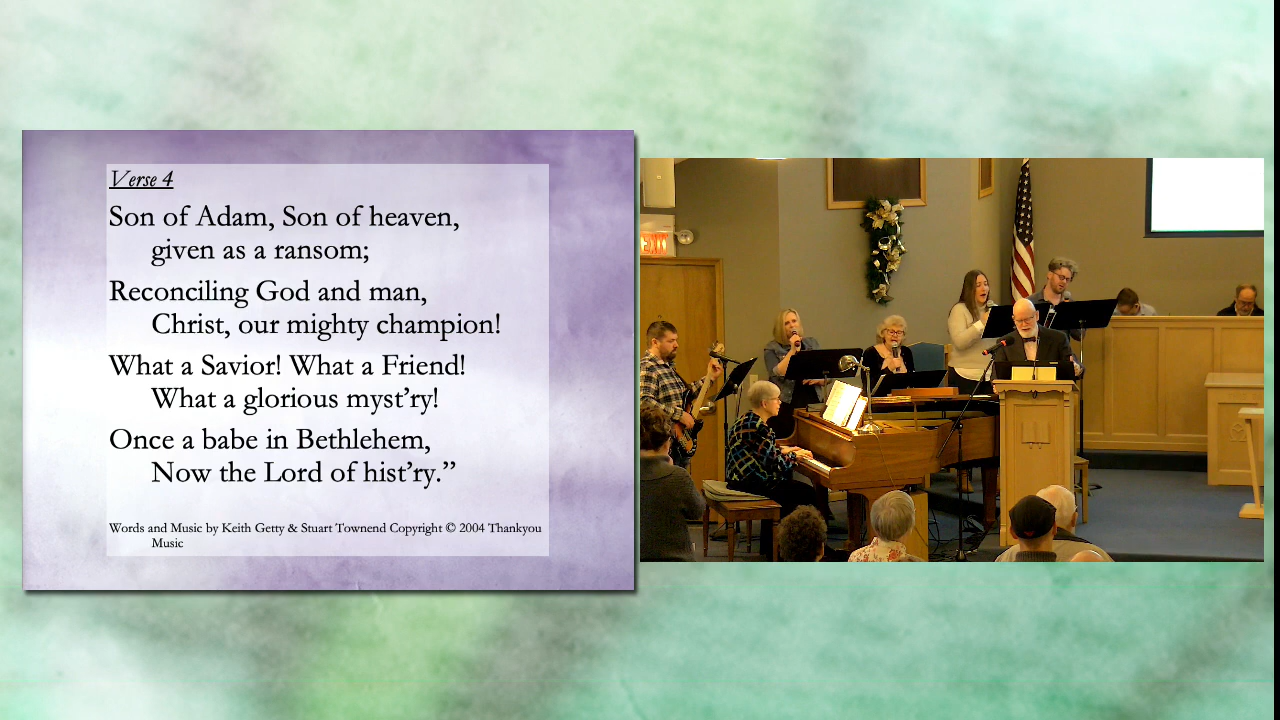 Verse 4
Son of Adam, Son of heaven,
given as a ransom;
Reconciling God and man,
Christ, our mighty champion!
What a Savior! What a Friend!
What a glorious myst’ry!
Once a babe in Bethlehem,
Now the Lord of hist’ry.”
Words and Music by Keith Getty & Stuart Townend Copyright © 2004 Thankyou
Music
EXIT